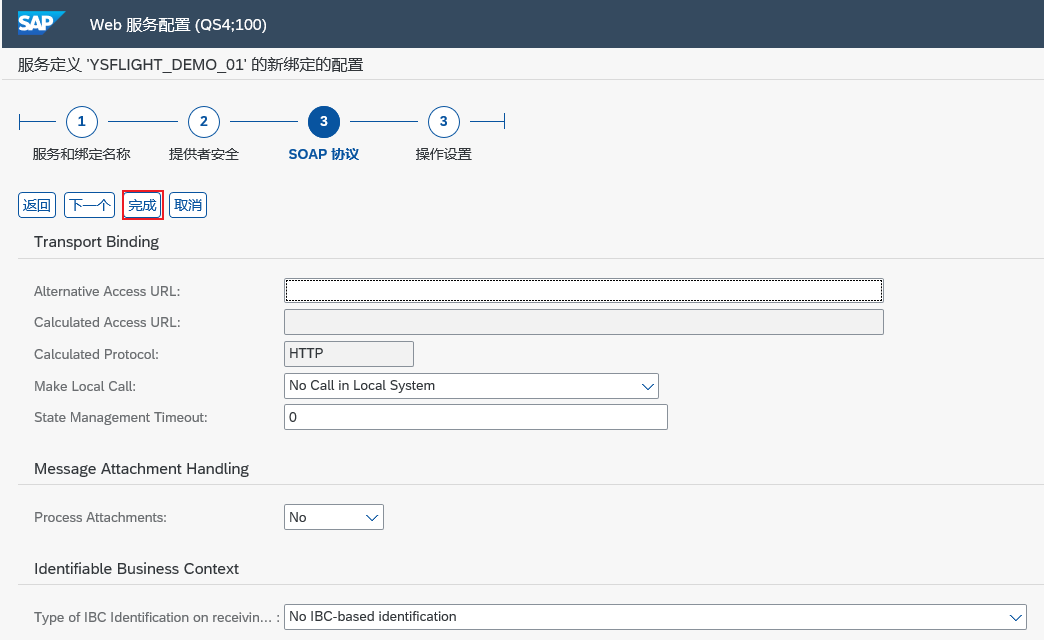 SAP Web 服务配置 (QS4;100)
服务定义 'YSFLIGHT_DEMO_01' 的新绑定的配置
1 2 3 3
服务和绑定名称 提供者安全 SOAP 协议 操作设置
返回 下一个 完成 取消
Transport Binding
Alternative Access URL:
Calculated Access URL:
Calculated Protocol: HTTP
Make Local Call: No Call in Local System
State Management Timeout: 0
Message Attachment Handling
Process Attachments: No
Identifiable Business Context
Type of IBC Identification on receivin... : No IBC-based identification